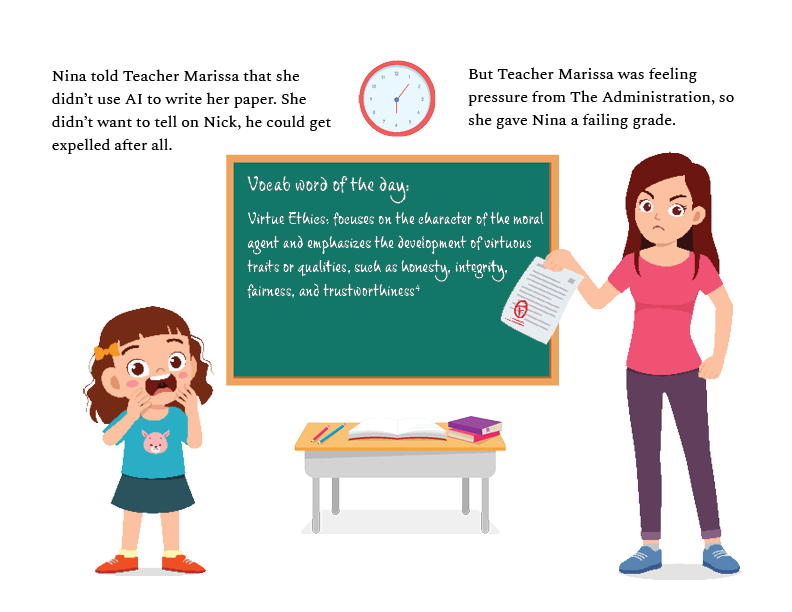 Nina told Teacher Marissa that she
didn’t use AI to write her paper. She
didn’t want to tell on Nick, he could get
expelled after all.
But Teacher Marissa was feeling
pressure from The Administration, so
she gave Nina a failing grade.
Vocab word of the day:
Virtue Ethics: focuses on the character of the moral
agent and emphasizes the development of virtuous
traits or qualities, such as honesty, integrity,
fairness, and trustworthiness⁴
F